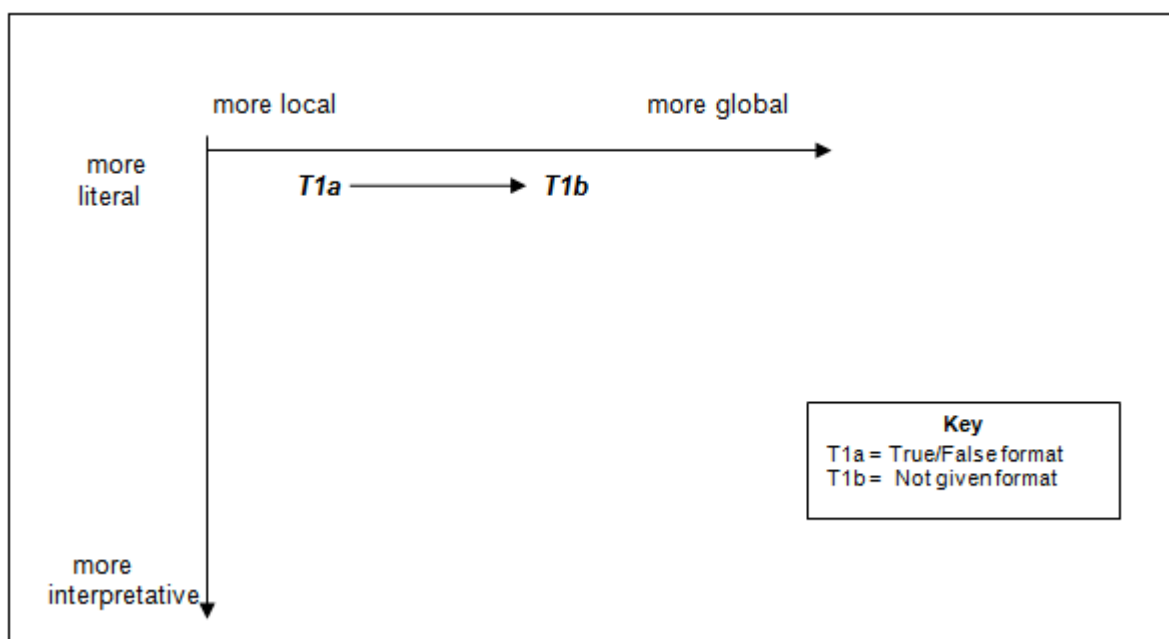 more local
more global
more
literal
T1a
T1b
Key
T1a = True/False format
T1b = Not given format
more
interpretative